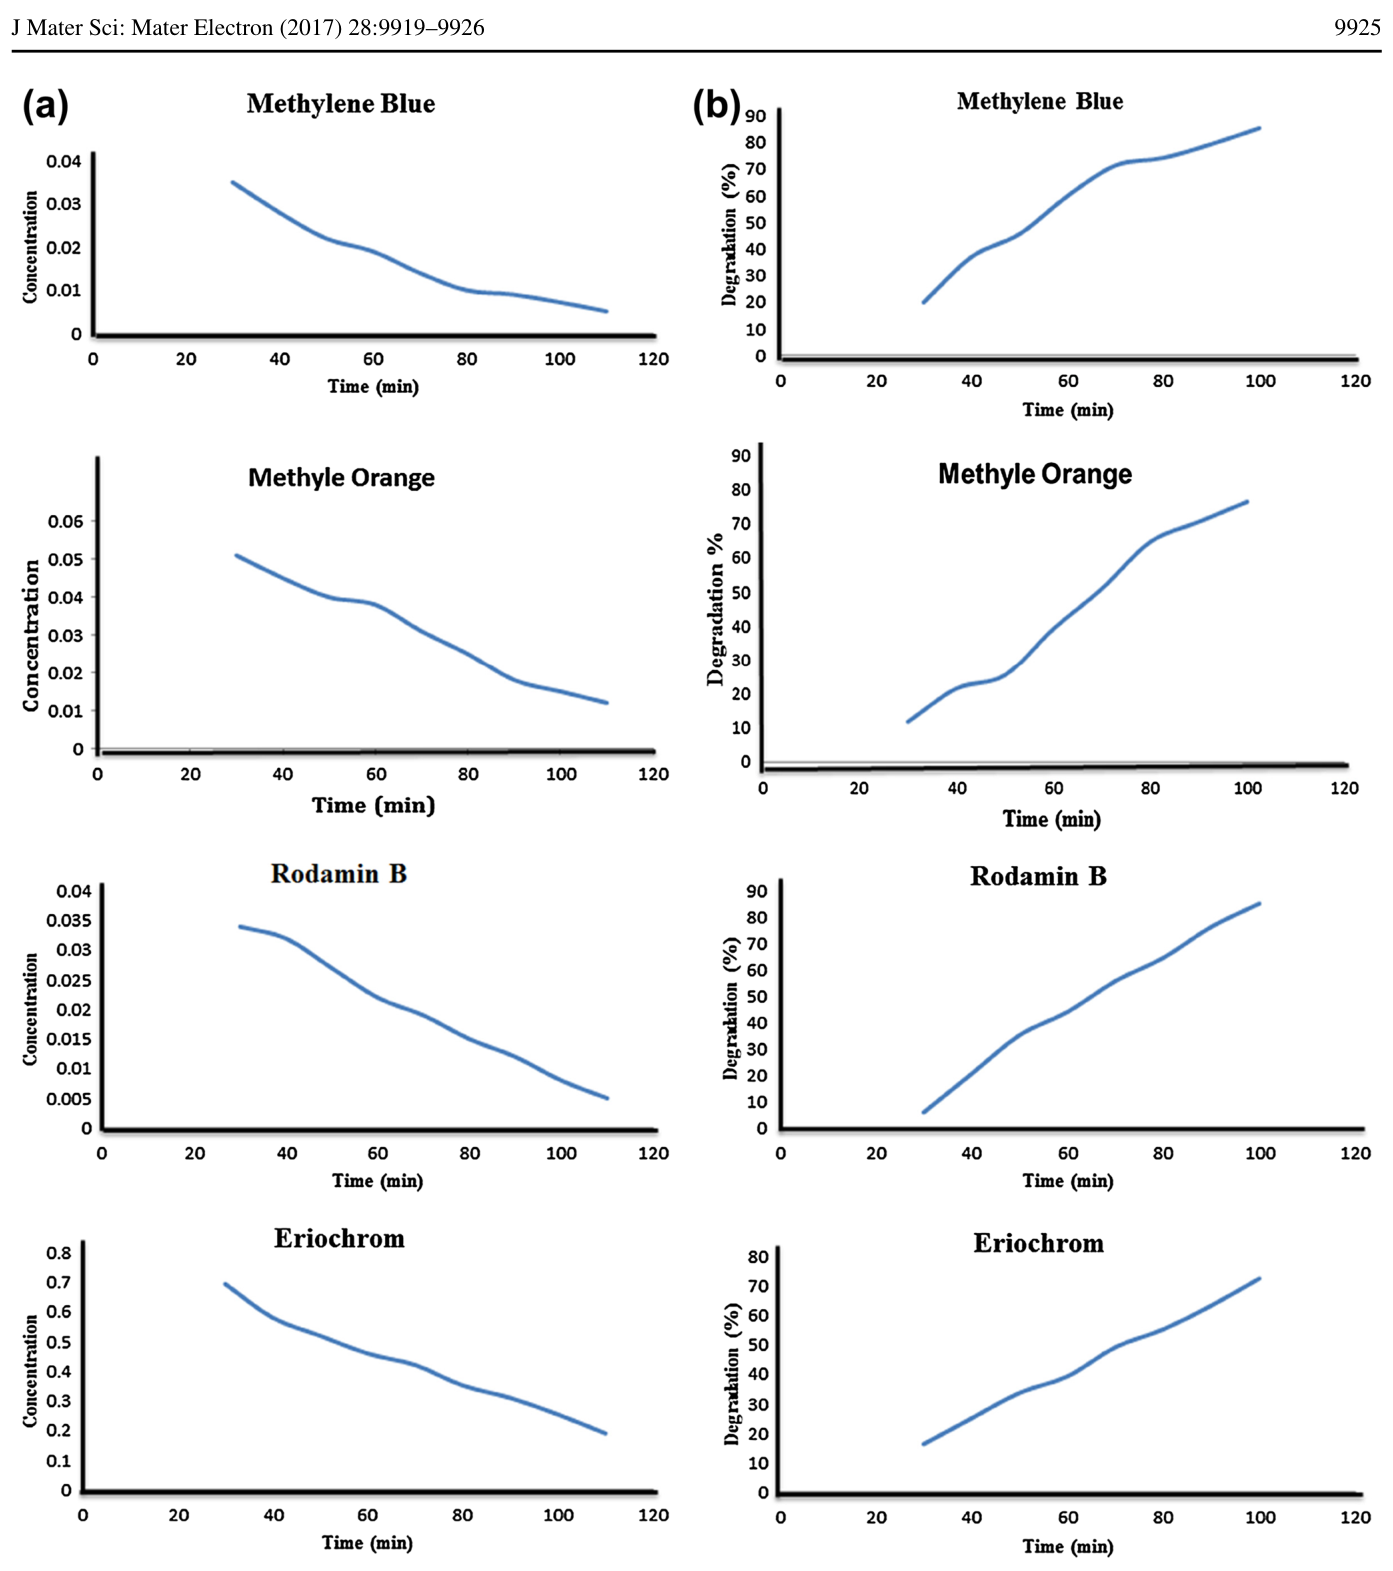 J Mater Sci: Mater Electron (2017) 28:9919–9926
9925
(a)
Methylene Blue
Concentration
0.04
0.03
0.02
0.01
0
0 20 40 60 80 100 120
Time (min)
(b)
Methylene Blue
Degradation (%)
90
80
70
60
50
40
30
20
10
0
0 20 40 60 80 100 120
Time (min)
Methyle Orange
Concentration
0.06
0.05
0.04
0.03
0.02
0.01
0
0 20 40 60 80 100 120
Time (min)
Methyle Orange
Degradation %
90
80
70
60
50
40
30
20
10
0
0 20 40 60 80 100 120
Time (min)
Rodamin B
Concentration
0.04
0.035
0.03
0.025
0.02
0.015
0.01
0.005
0
0 20 40 60 80 100 120
Time (min)
Rodamin B
Degradation (%)
90
80
70
60
50
40
30
20
10
0
0 20 40 60 80 100 120
Time (min)
Eriochrom
Concentration
0.8
0.7
0.6
0.5
0.4
0.3
0.2
0.1
0
0 20 40 60 80 100 120
Time (min)
Eriochrom
Degradation (%)
80
70
60
50
40
30
20
10
0
0 20 40 60 80 100 120
Time (min)